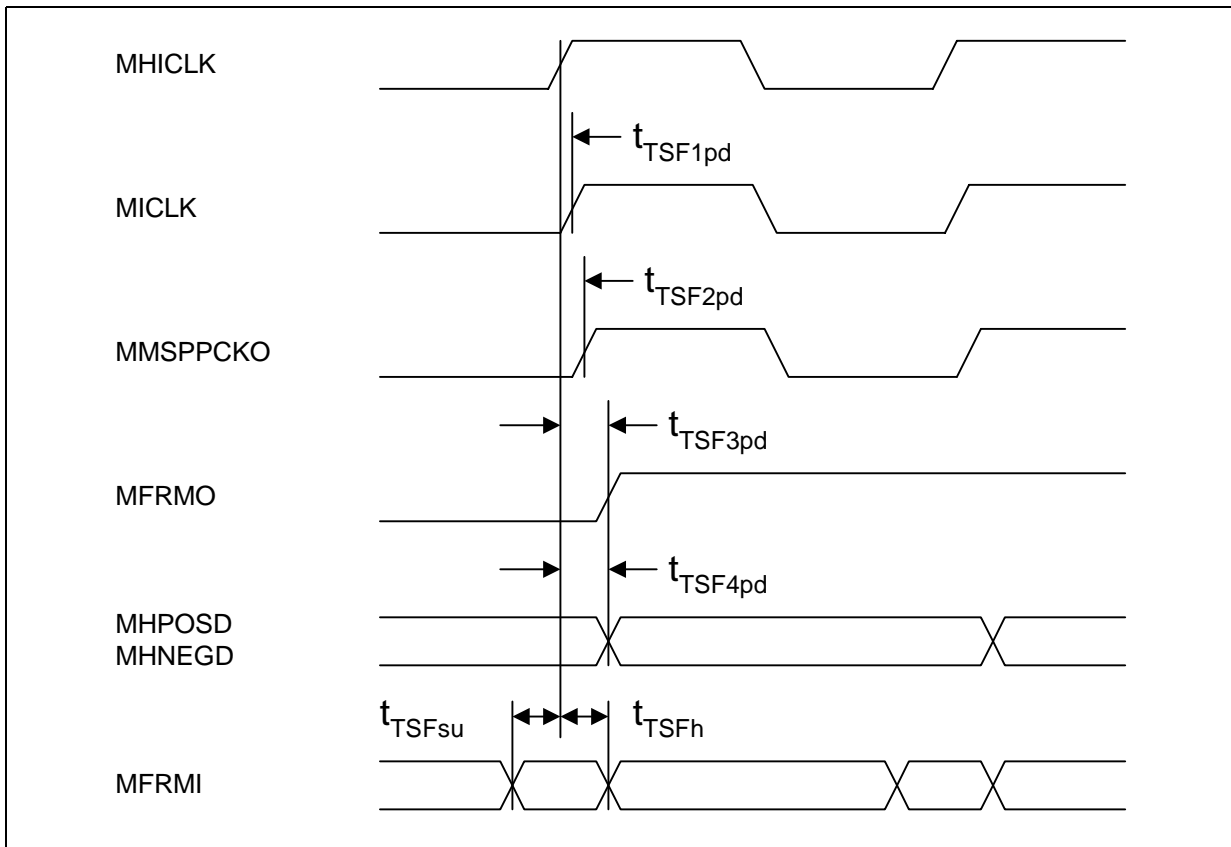 MHICLK
tTSF1pd
MICLK
tTSF2pd
MMSPPCKO
tTSF3pd
MFRMO
tTSF4pd
MHPOSD
MHNEGD
tTSFsu tTSFh
MFRMI